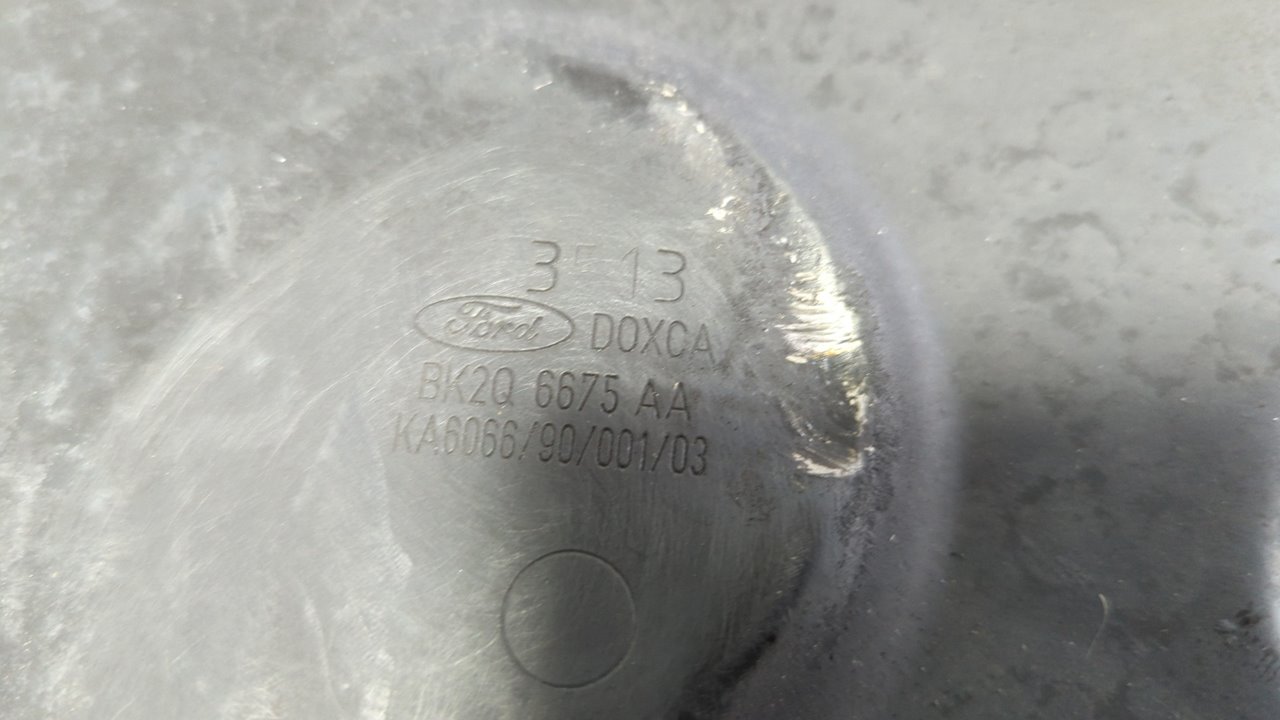 3 13
Ford DOXCA
BK2Q 6675 AA
KA6066/90/001/03